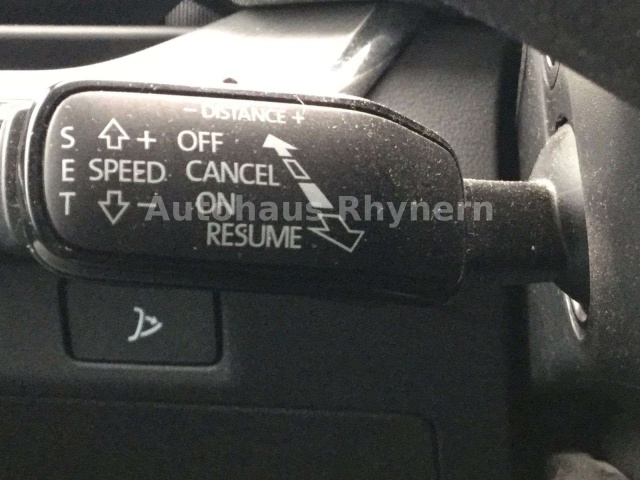 − DISTANCE +
S + OFF
E SPEED CANCEL
T − ON
RESUME
Autohaus Rhynern